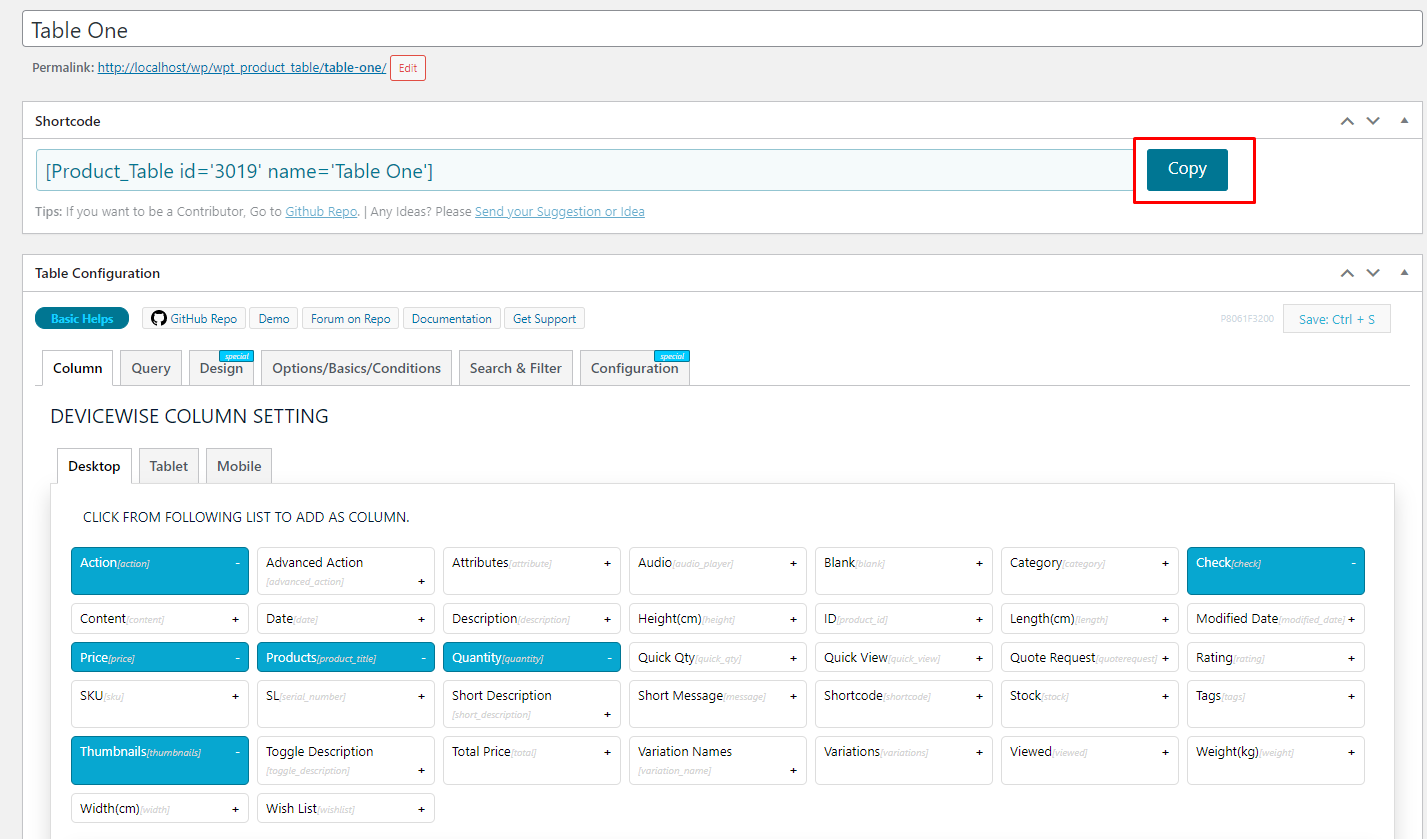 Table One
Permalink: http://localhost/wp/wpt_product_table/table-one/ Edit
Shortcode
[Product_Table id='3019' name='Table One'] Copy
Tips: If you want to be a Contributor, Go to Github Repo. | Any Ideas? Please Send your Suggestion or Idea
Table Configuration
Basic Helps GitHub Repo Demo Forum on Repo Documentation Get Support P8061F3200 Save: Ctrl + S
special special
Column Query Design Options/Basics/Conditions Search & Filter Configuration
DEVICEWISE COLUMN SETTING
Desktop Tablet Mobile
CLICK FROM FOLLOWING LIST TO ADD AS COLUMN.
Action[action] - Advanced Action Attributes[attribute] + Audio[audio_player] + Blank[blank] + Category[category] + Check[check] -
[advanced_action] +
Content[content] + Date[date] + Description[description] + Height(cm)[height] + ID[product_id] + Length(cm)[length] + Modified Date[modified_date] +
Price[price] - Products[product_title] - Quantity[quantity] - Quick Qty[quick_qty] + Quick View[quick_view] + Quote Request[quoterequest] + Rating[rating] +
SKU[sku] + SL[serial_number] + Short Description Short Message[message] + Shortcode[shortcode] + Stock[stock] + Tags[tags] +
[short_description] +
Thumbnails[thumbnails] - Toggle Description Total Price[total] + Variation Names Variations[variations] + Viewed[viewed] + Weight(kg)[weight] +
[toggle_description] + [variation_name] +
Width(cm)[width] + Wish List[wishlist] +